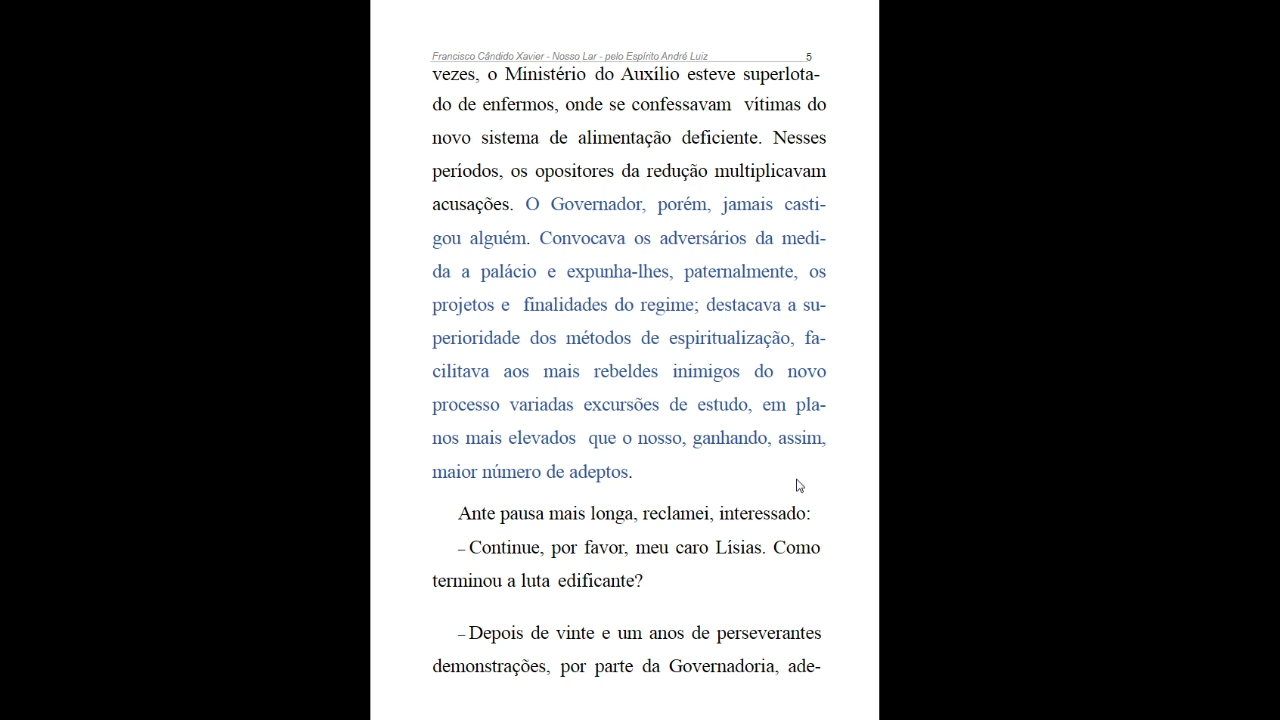 Francisco Cândido Xavier - Nosso Lar - pelo Espírito André Luiz 5
vezes, o Ministério do Auxílio esteve superlota-
do de enfermos, onde se confessavam vítimas do
novo sistema de alimentação deficiente. Nesses
períodos, os opositores da redução multiplicavam
acusações. O Governador, porém, jamais casti-
gou alguém. Convocava os adversários da medi-
da a palácio e expunha-lhes, paternalmente, os
projetos e finalidades do regime; destacava a su-
perioridade dos métodos de espiritualização, fa-
cilitava aos mais rebeldes inimigos do novo
processo variadas excursões de estudo, em pla-
nos mais elevados que o nosso, ganhando, assim,
maior número de adeptos.
Ante pausa mais longa, reclamei, interessado:
– Continue, por favor, meu caro Lísias. Como
terminou a luta edificante?
– Depois de vinte e um anos de perseverantes
demonstrações, por parte da Governadoria, ade-